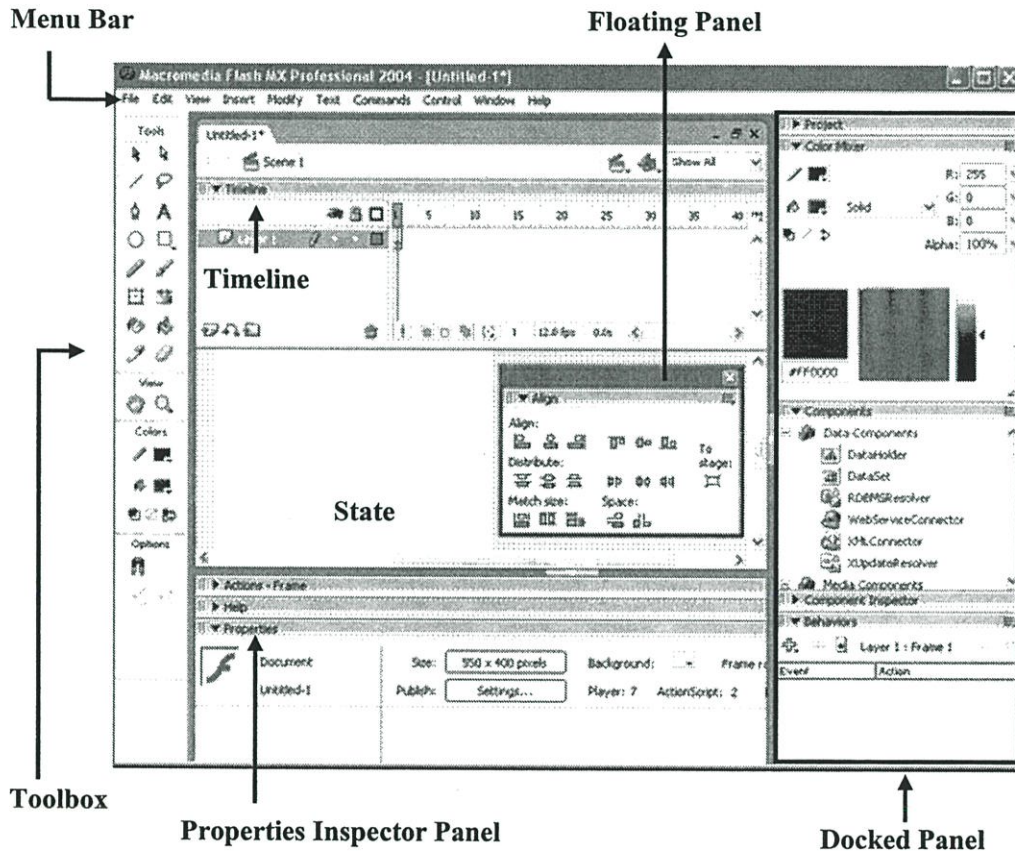 Menu Bar
Floating Panel
Macromedia Flash MX Professional 2004 - [Untitled-1*]
File Edit View Insert Modify Text Commands Control Window Help
Tools
Untitled-1*
Scene 1
Show All
Timeline
5 10 15 20 25 30 35 40
Layer 1
Timeline
1 12.0 fps 0.0s
View
Colors
Options
Align
Align:
To
stage:
Distribute:
Match size:
Space:
State
Actions - Frame
Help
Properties
Document
Size: 550 x 400 pixels
Background:
Untitled-1
Publish: Settings...
Player: 7
ActionScript: 2
Project
Color Mixer
R: 255
Solid
G: 0
B: 0
Alpha: 100%
#FF0000
Components
Data Components
DataHolder
DataSet
RDBMSResolver
WebServiceConnector
XMLConnector
XUpdateResolver
Media Components
Component Inspector
Behaviors
Layer 1 : Frame 1
Event Action
Toolbox
Properties Inspector Panel
Docked Panel